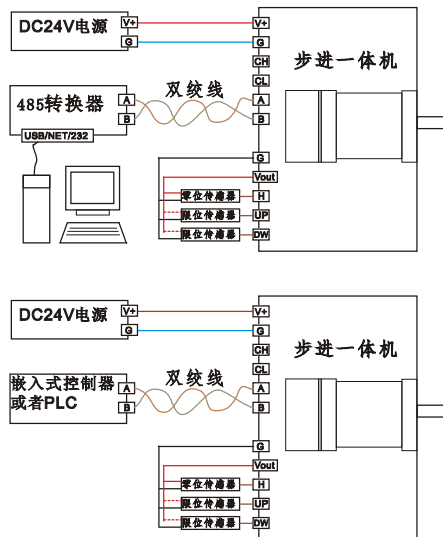 DC24V电源
V+
G
V+
G
CH
CL
A
B
步进一体机
485转换器
A
B
双绞线
USB/NET/232
G
Vout
零位传感器
H
限位传感器
UP
限位传感器
DW
DC24V电源
V+
G
V+
G
CH
CL
A
B
步进一体机
嵌入式控制器
或者PLC
A
B
双绞线
G
Vout
零位传感器
H
限位传感器
UP
限位传感器
DW